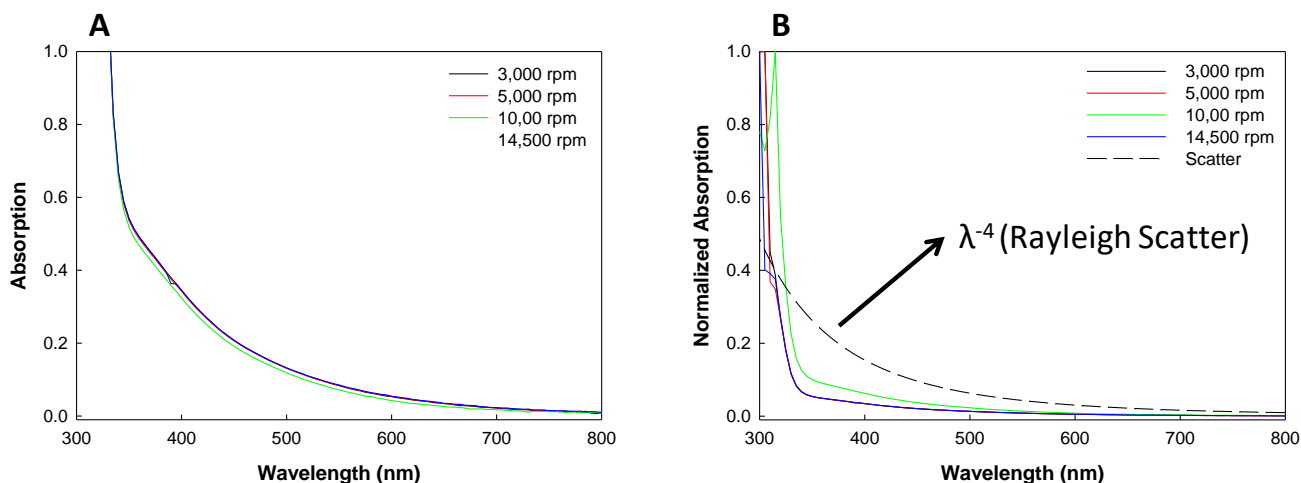 A
1.0
0.8
0.6
0.4
0.2
0.0
300
400
500
600
700
800
Absorption
Wavelength (nm)
3,000 rpm
5,000 rpm
10,00 rpm
14,500 rpm
B
1.0
0.8
0.6
0.4
0.2
0.0
300
400
500
600
700
800
Normalized Absorption
Wavelength (nm)
3,000 rpm
5,000 rpm
10,00 rpm
14,500 rpm
Scatter
λ⁻⁴ (Rayleigh Scatter)